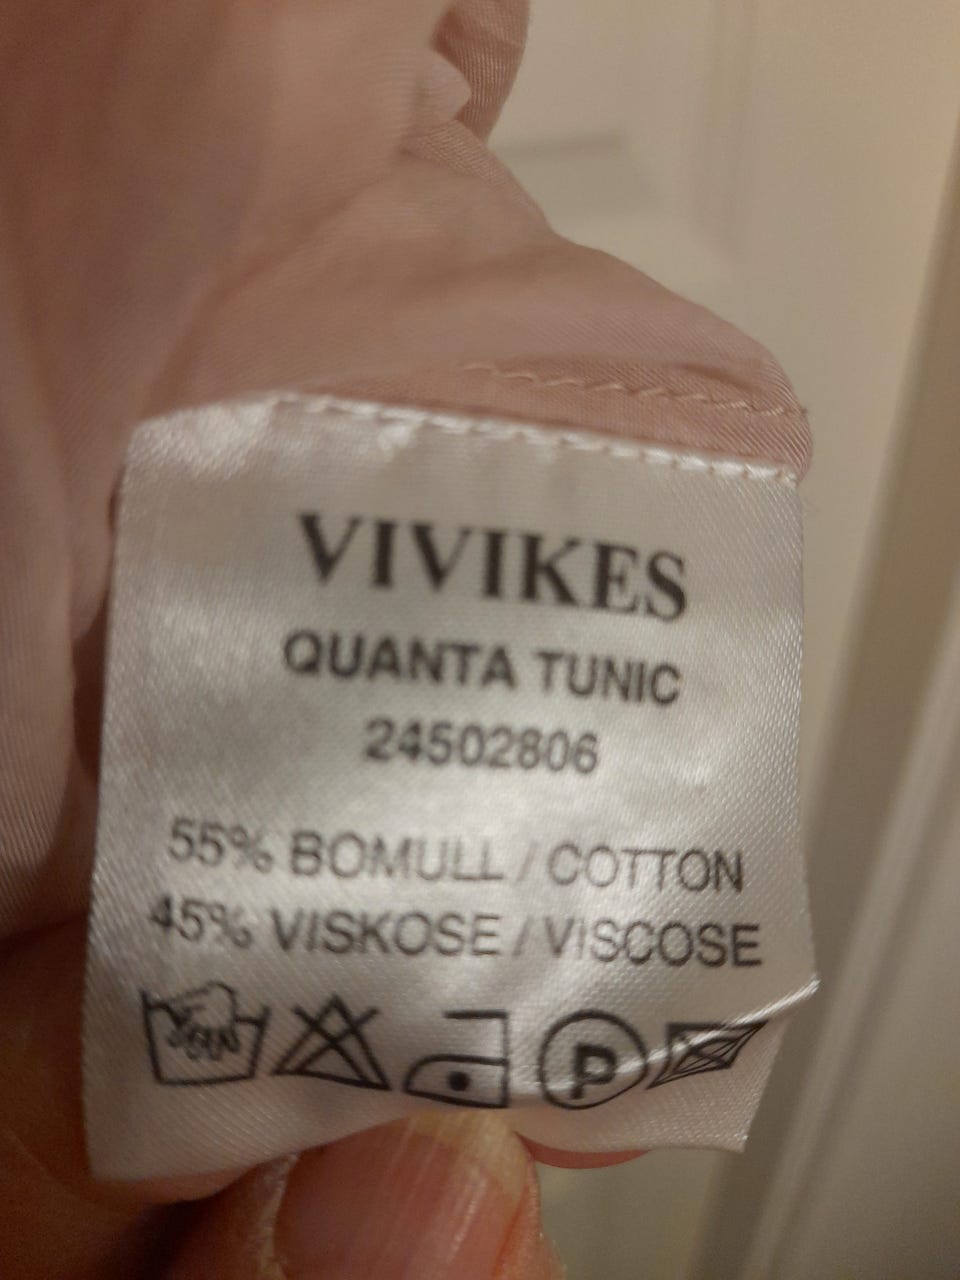 VIVIKES
QUANTA TUNIC
24502806
55% BOMULL / COTTON
45% VISKOSE / VISCOSE
P